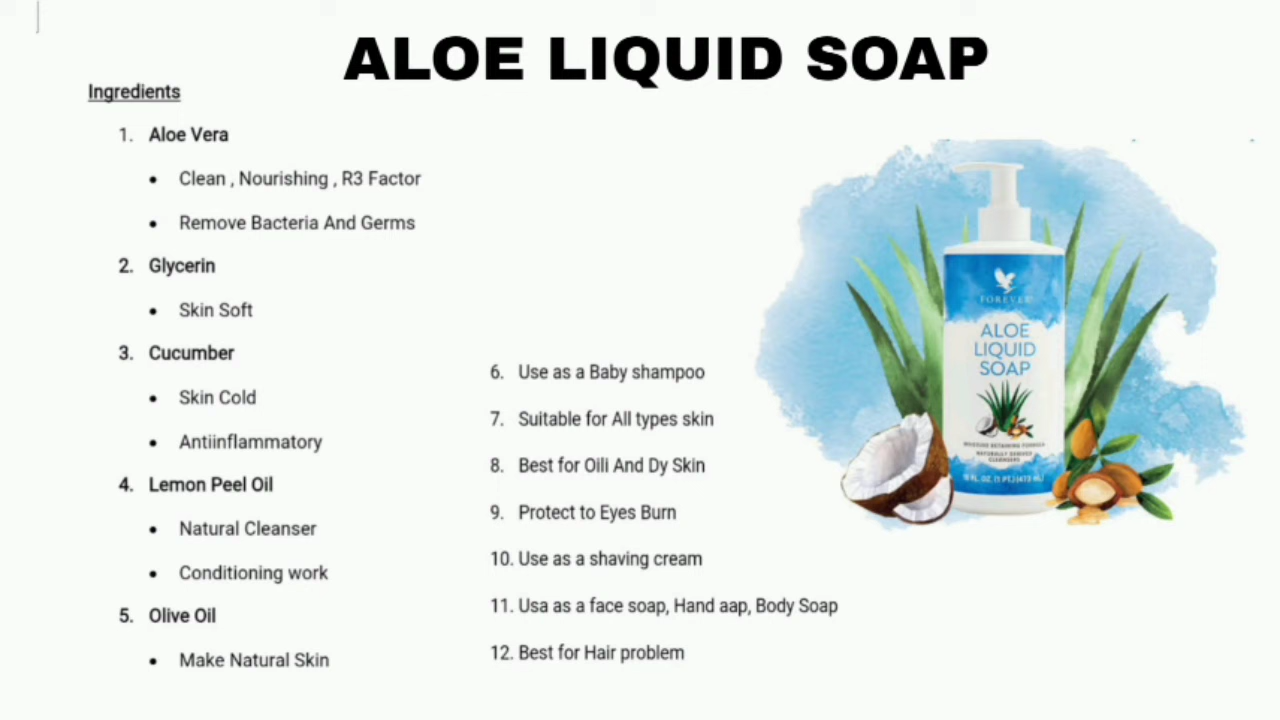 ALOE LIQUID SOAP
Ingredients
1. Aloe Vera
• Clean , Nourishing , R3 Factor
• Remove Bacteria And Germs
2. Glycerin
• Skin Soft
3. Cucumber
• Skin Cold
• Antiinflammatory
4. Lemon Peel Oil
• Natural Cleanser
• Conditioning work
5. Olive Oil
• Make Natural Skin
6. Use as a Baby shampoo
7. Suitable for All types skin
8. Best for Oili And Dy Skin
9. Protect to Eyes Burn
10. Use as a shaving cream
11. Usa as a face soap, Hand aap, Body Soap
12. Best for Hair problem
FOREVER
ALOE
LIQUID
SOAP
NATURALLY DERIVED
CLEANSERS